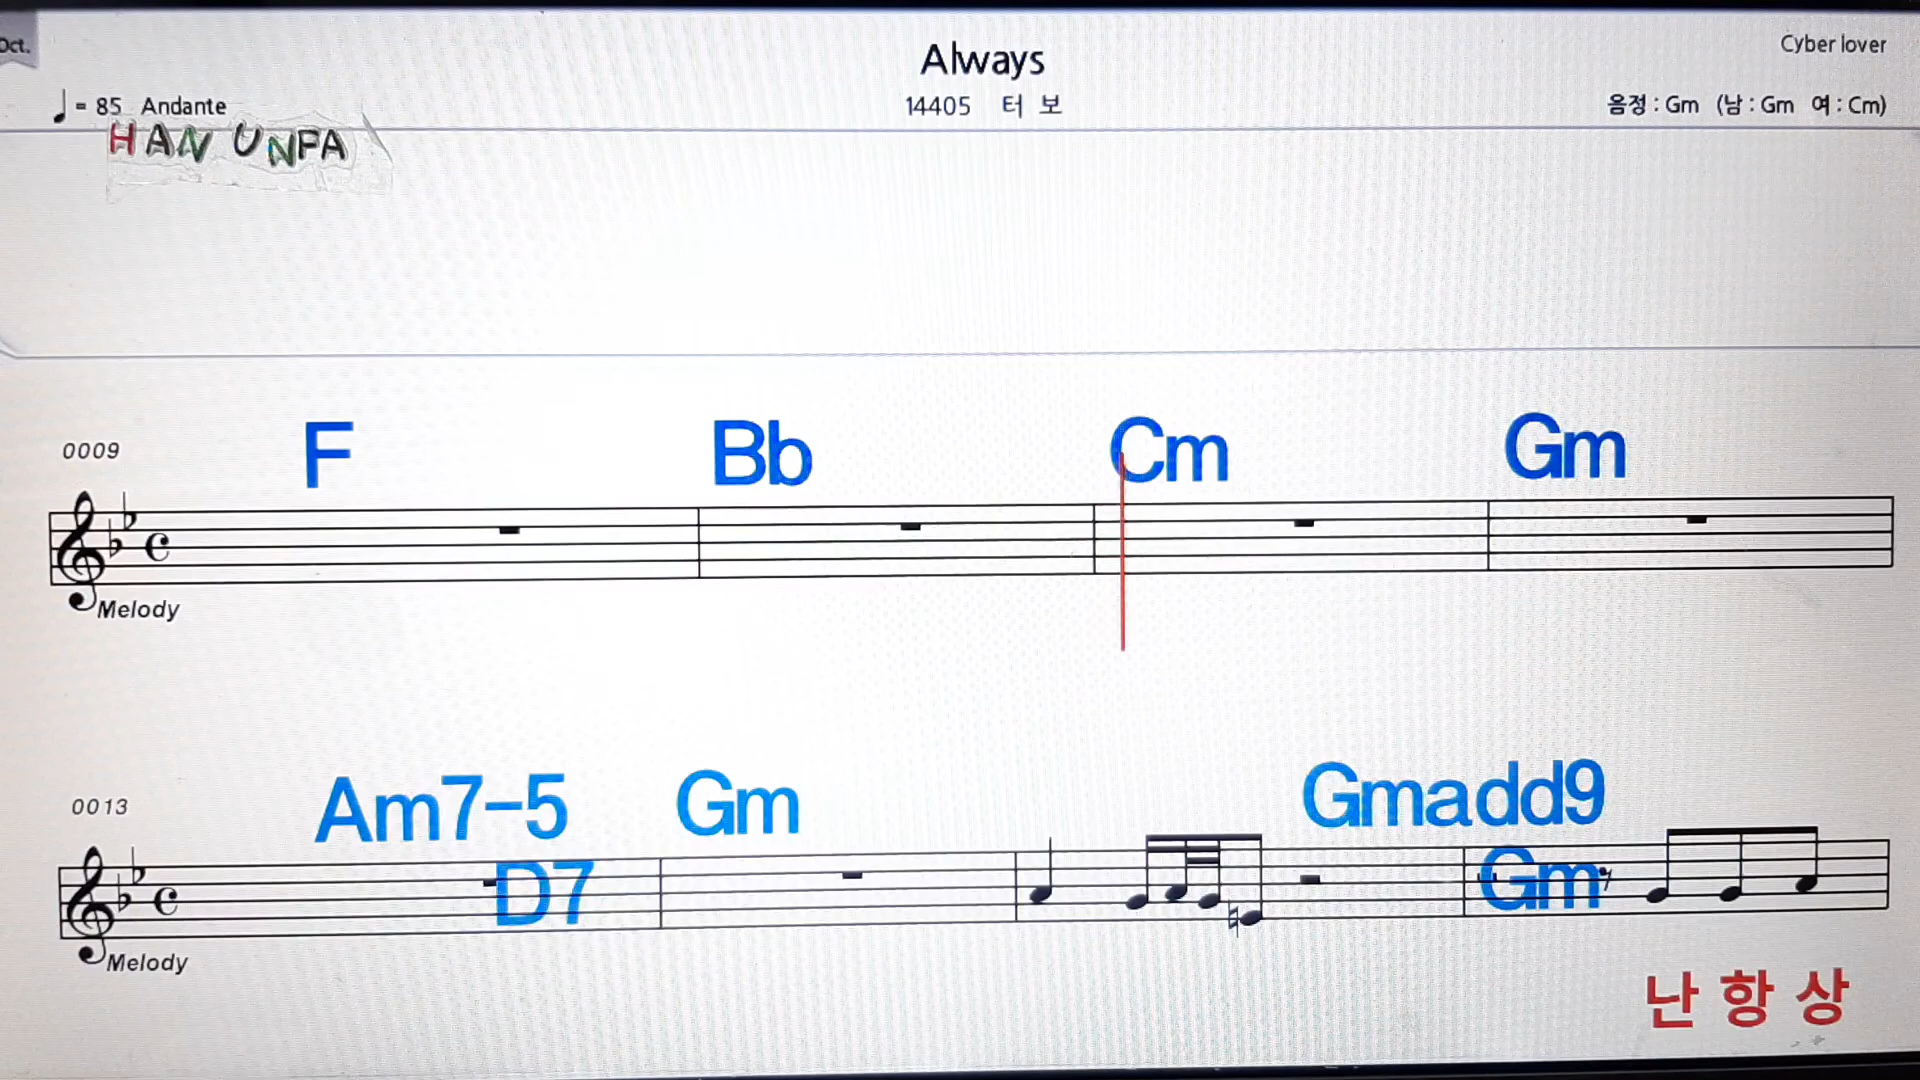 Oct.
Always
Cyber lover
♩ = 85 Andante
14405 터 보
음정 : Gm (남 : Gm 여 : Cm)
HAN UNPA
0009
F Bb Cm Gm
Melody
0013
Am7-5 Gm Gmadd9
D7 Gm
Melody
난 항 상